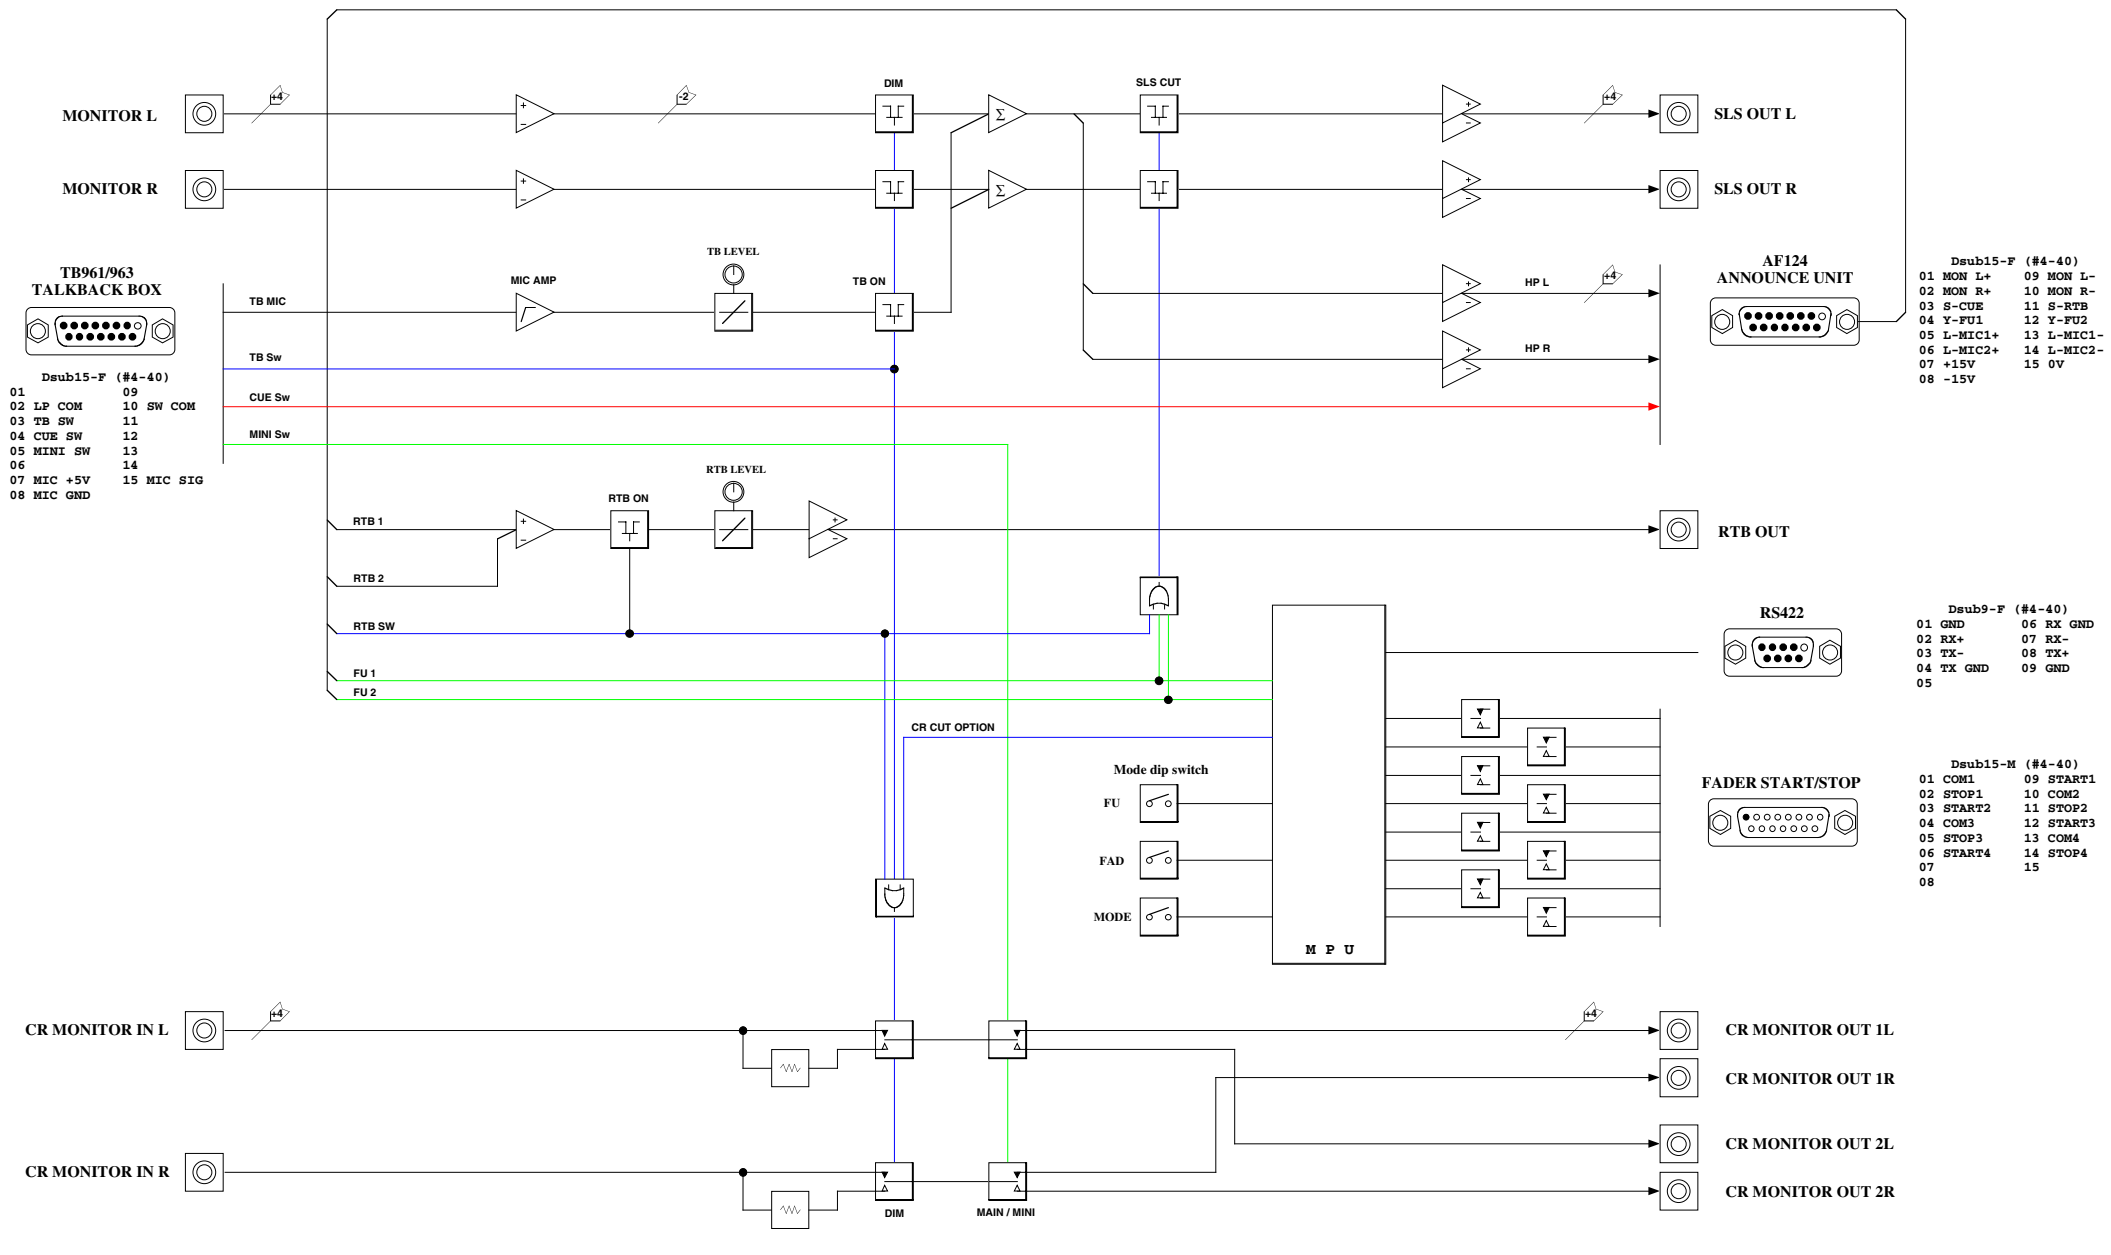 +4
-2
DIM
SLS CUT
+4
MONITOR L
SLS OUT L
MONITOR R
SLS OUT R
Σ
Σ
TB961/963
TALKBACK BOX
TB LEVEL
MIC AMP
TB ON
TB MIC
TB Sw
CUE Sw
MINI Sw
HP L
+4
HP R
AF124
ANNOUNCE UNIT
Dsub15-F (#4-40)
01 MON L+ 09 MON L-
02 MON R+ 10 MON R-
03 S-CUE 11 S-RTB
04 Y-FU1 12 Y-FU2
05 L-MIC1+ 13 L-MIC1-
06 L-MIC2+ 14 L-MIC2-
07 +15V 15 0V
08 -15V
Dsub15-F (#4-40)
01 09
02 LP COM 10 SW COM
03 TB SW 11
04 CUE SW 12
05 MINI SW 13
06 14
07 MIC +5V 15 MIC SIG
08 MIC GND
RTB LEVEL
RTB ON
RTB 1
RTB 2
RTB SW
FU 1
FU 2
RTB OUT
CR CUT OPTION
RS422
Dsub9-F (#4-40)
01 GND 06 RX GND
02 RX+ 07 RX-
03 TX- 08 TX+
04 TX GND 09 GND
05
Mode dip switch
FU
FAD
MODE
M P U
FADER START/STOP
Dsub15-M (#4-40)
01 COM1 09 START1
02 STOP1 10 COM2
03 START2 11 STOP2
04 COM3 12 START3
05 STOP3 13 COM4
06 START4 14 STOP4
07 15
08
+4
+4
CR MONITOR IN L
CR MONITOR OUT 1L
CR MONITOR OUT 1R
CR MONITOR OUT 2L
CR MONITOR IN R
CR MONITOR OUT 2R
DIM
MAIN / MINI